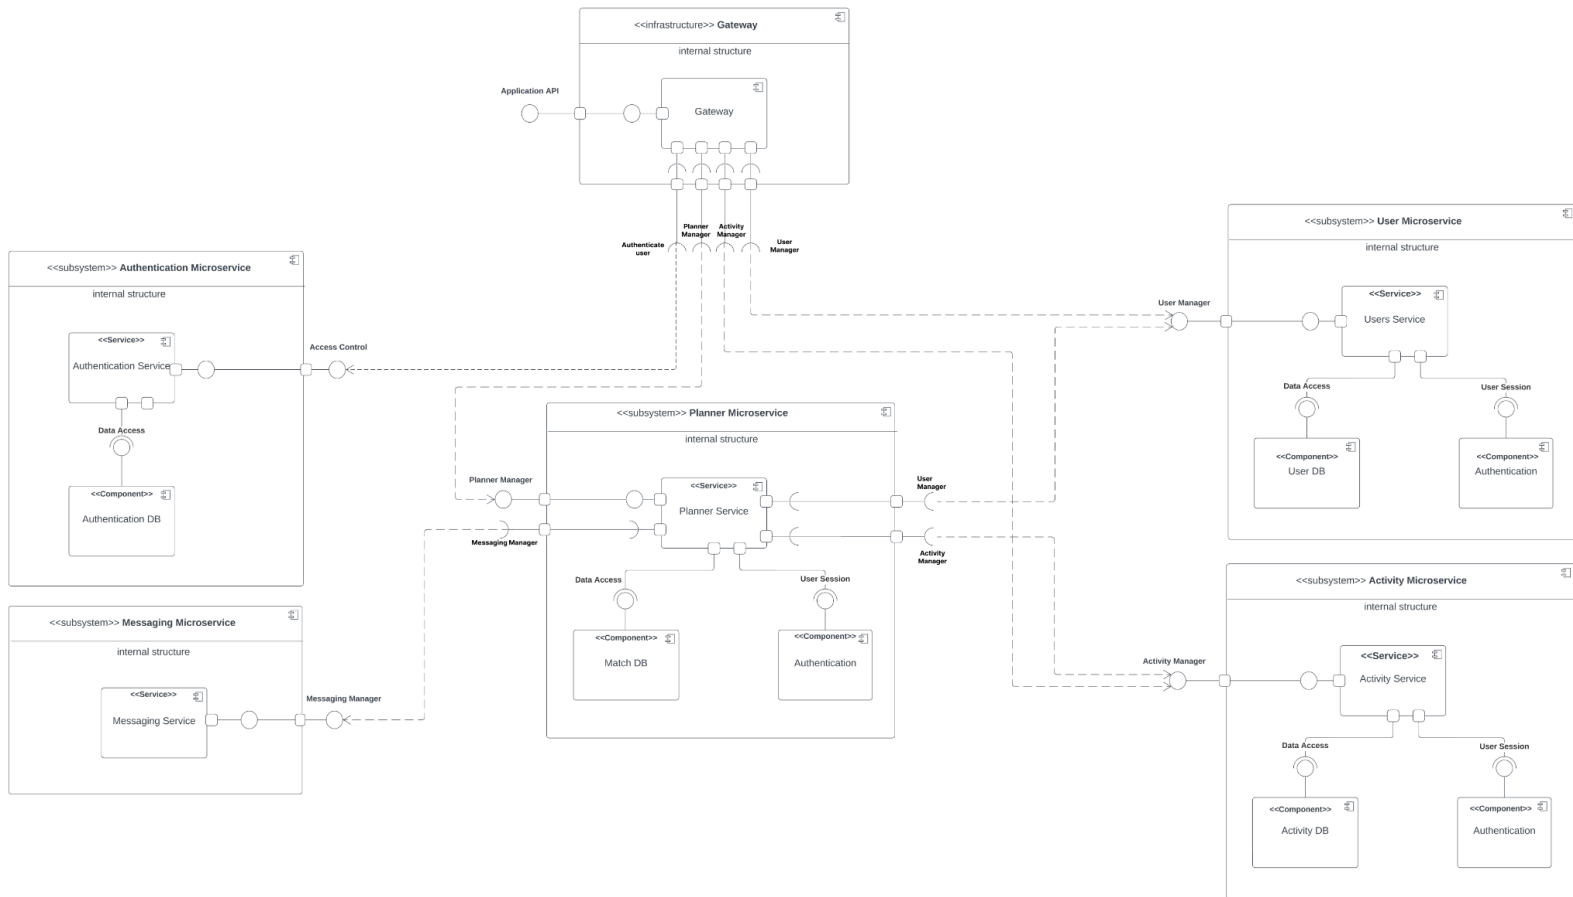 <<infrastructure>> Gateway
internal structure
Application API
Gateway
Authenticate
user
Planner
Manager
Activity
Manager
User
Manager
<<subsystem>> Authentication Microservice
internal structure
<<Service>>
Authentication Service
Access Control
Data Access
<<Component>>
Authentication DB
<<subsystem>> Messaging Microservice
internal structure
<<Service>>
Messaging Service
Messaging Manager
<<subsystem>> Planner Microservice
internal structure
Planner Manager
Messaging Manager
<<Service>>
Planner Service
User
Manager
Activity
Manager
Data Access
User Session
<<Component>>
Match DB
<<Component>>
Authentication
<<subsystem>> User Microservice
internal structure
User Manager
<<Service>>
Users Service
Data Access
User Session
<<Component>>
User DB
<<Component>>
Authentication
<<subsystem>> Activity Microservice
internal structure
Activity Manager
<<Service>>
Activity Service
Data Access
User Session
<<Component>>
Activity DB
<<Component>>
Authentication